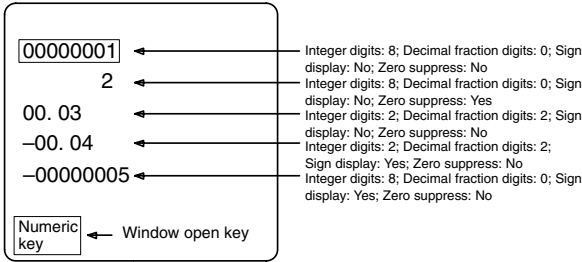 00000001
2
00. 03
–00. 04
–00000005
Numeric
key
Window open key
Integer digits: 8; Decimal fraction digits: 0; Sign
display: No; Zero suppress: No
Integer digits: 8; Decimal fraction digits: 0; Sign
display: No; Zero suppress: Yes
Integer digits: 2; Decimal fraction digits: 2; Sign
display: No; Zero suppress: No
Integer digits: 2; Decimal fraction digits: 2;
Sign display: Yes; Zero suppress: No
Integer digits: 8; Decimal fraction digits: 0; Sign
display: Yes; Zero suppress: No